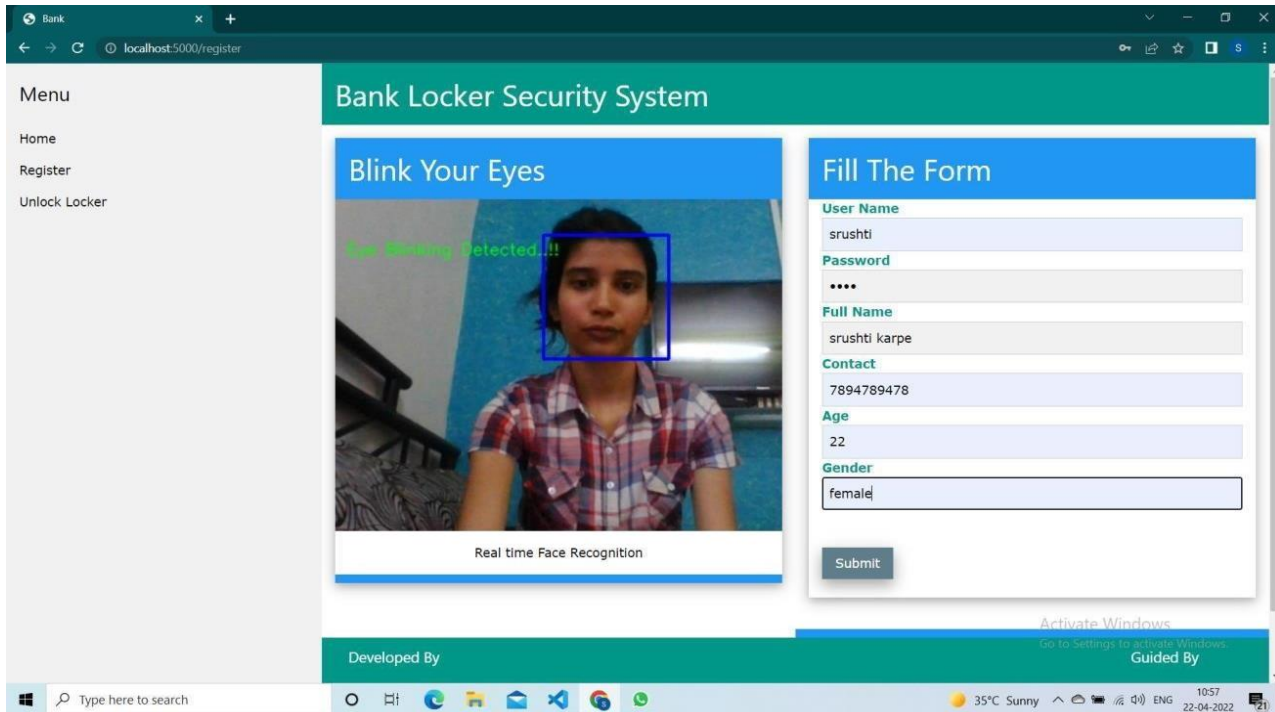 Bank
localhost:5000/register
S
Menu
Home
Register
Unlock Locker
Bank Locker Security System
Blink Your Eyes
Eye Blinking Detected..!!
Real time Face Recognition
Fill The Form
User Name
srushti
Password
••••
Full Name
srushti karpe
Contact
7894789478
Age
22
Gender
female
Submit
Activate Windows
Go to Settings to activate Windows.
Developed By
Guided By
Type here to search
35°C Sunny
ENG
10:57
22-04-2022
21